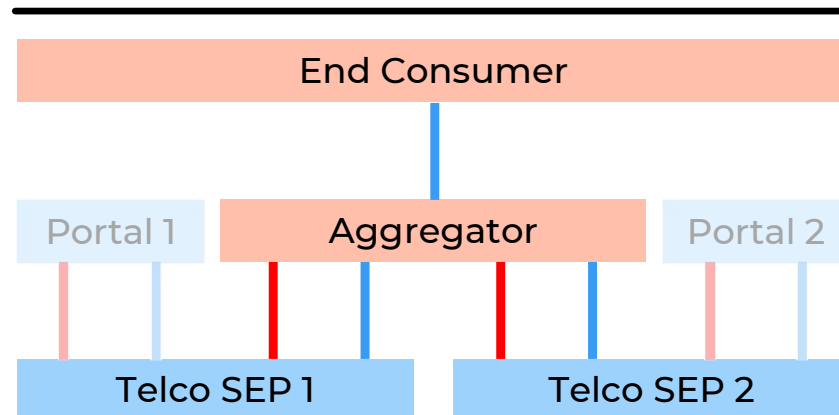 End Consumer
Portal 1
Aggregator
Portal 2
Telco SEP 1
Telco SEP 2